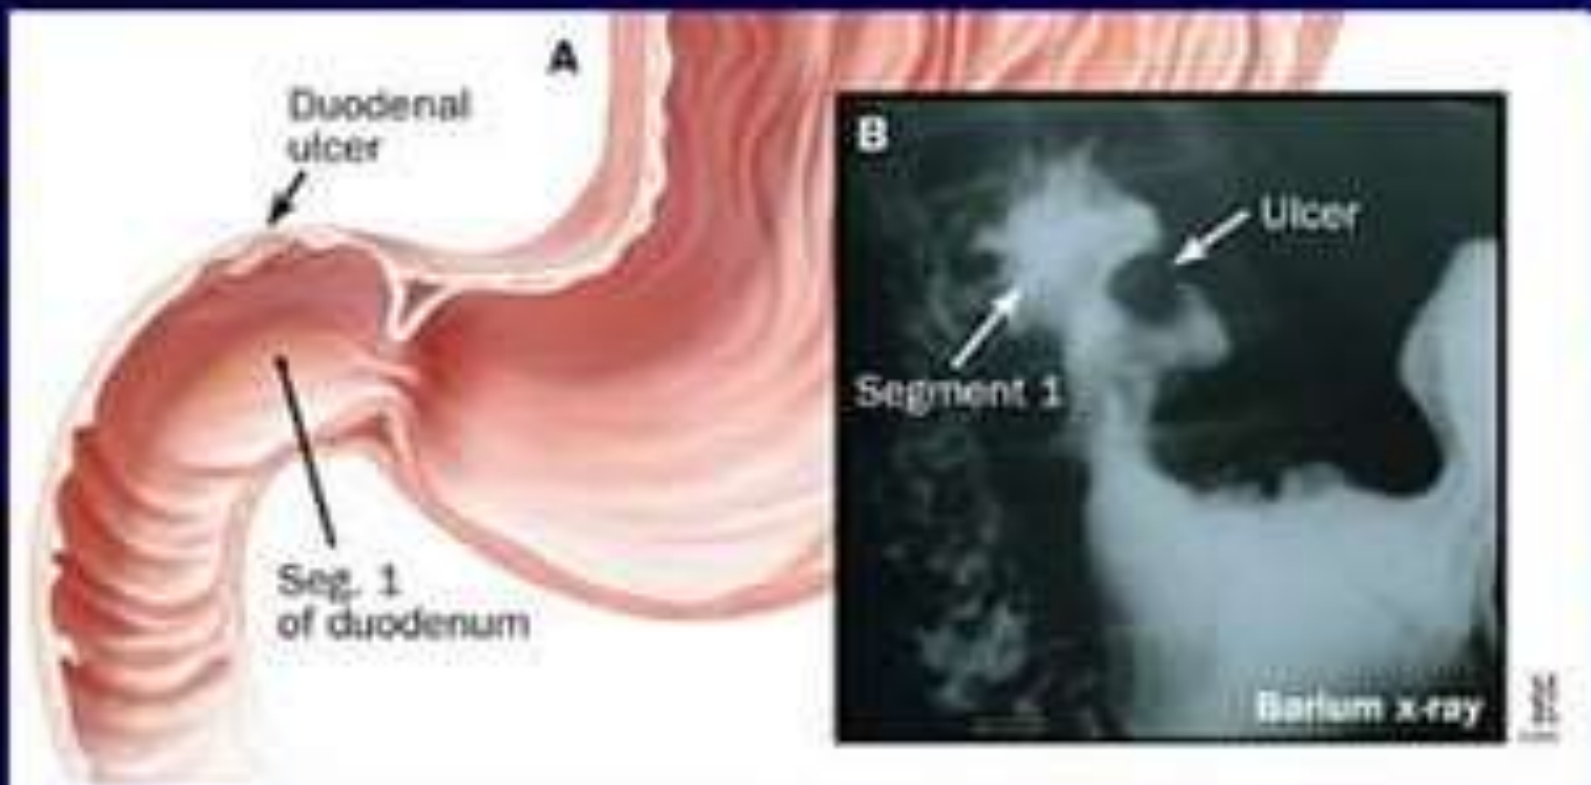 A
Duodenal
ulcer
Seg. 1
of duodenum
B
Ulcer
Segment 1
Barium x-ray